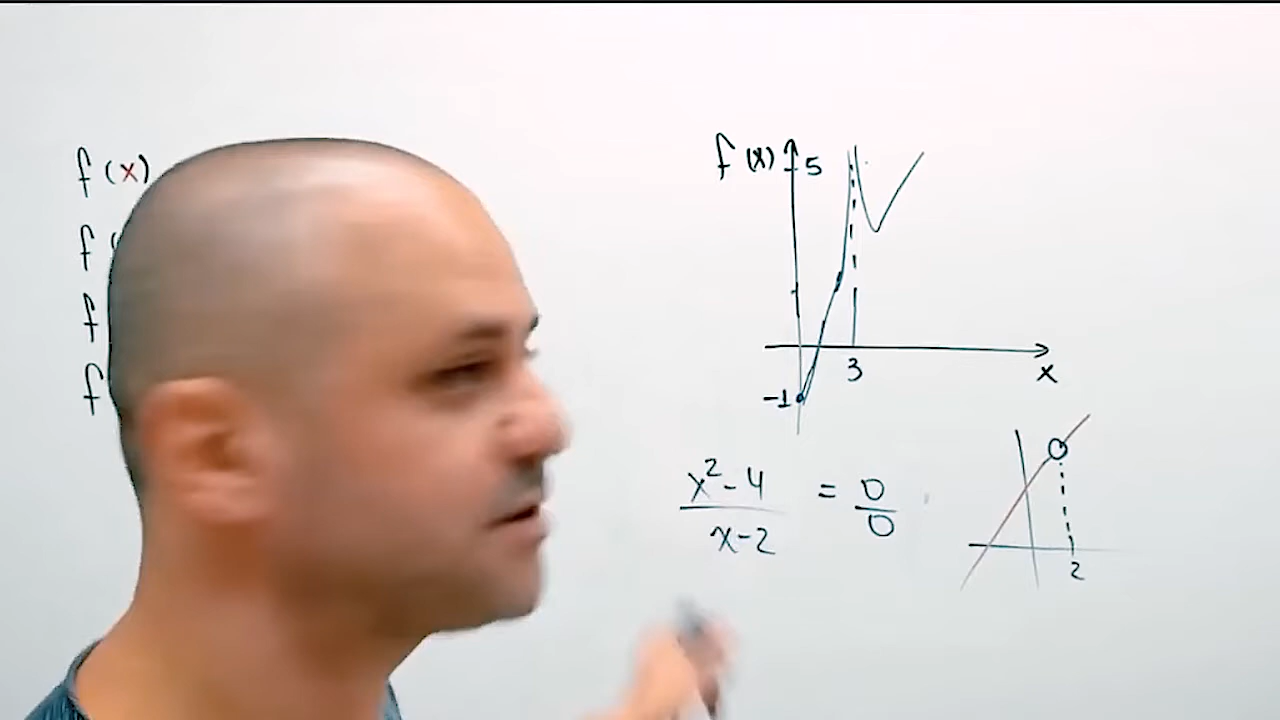 f (x)
f (
f
f
f (x) 5
3
x
-1
x² - 4
x - 2
= 0
0
2